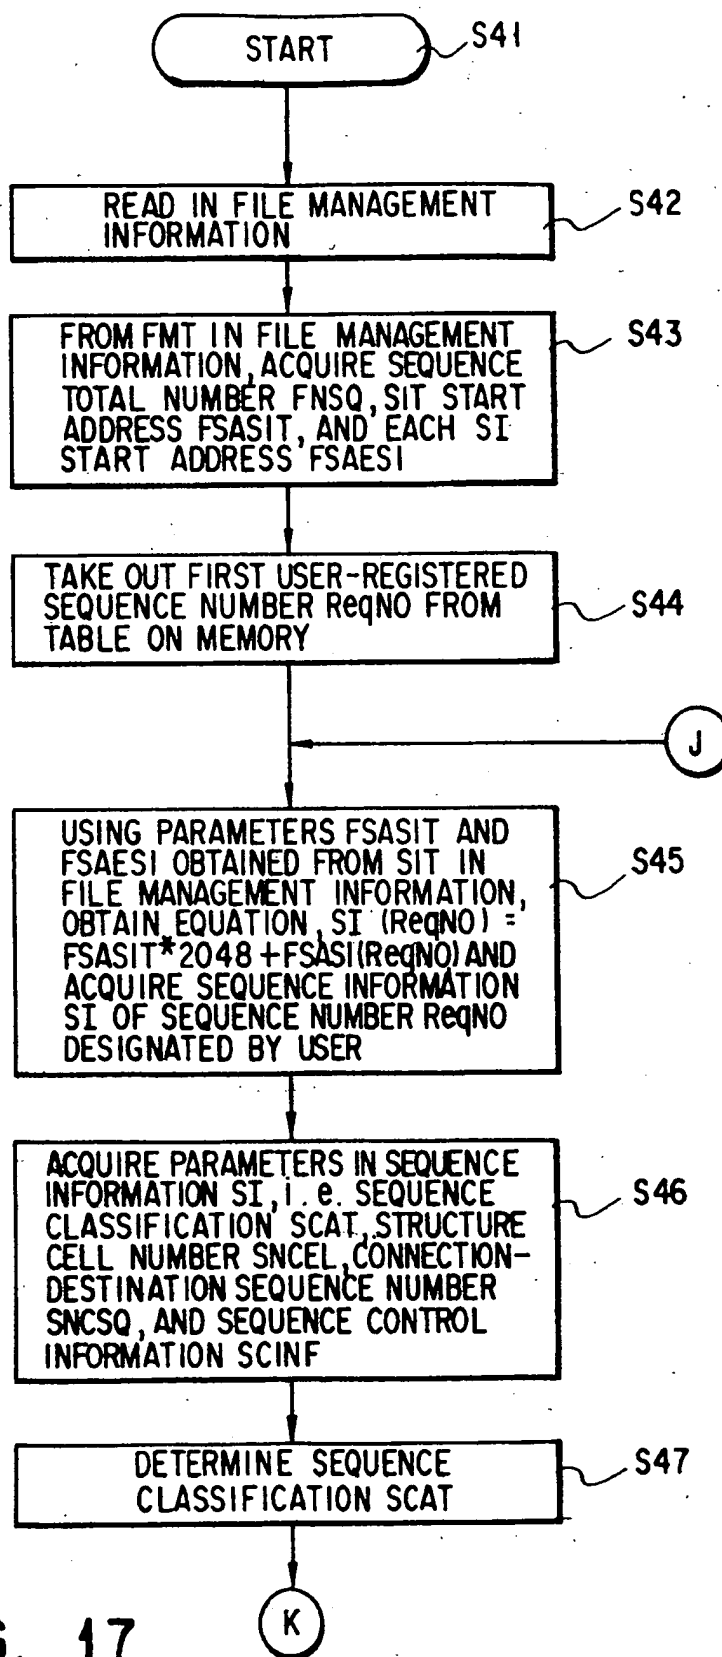 START
S41
READ IN FILE MANAGEMENT
INFORMATION
S42
FROM FMT IN FILE MANAGEMENT
INFORMATION, ACQUIRE SEQUENCE
TOTAL NUMBER FNSQ, SIT START
ADDRESS FSASIT, AND EACH SI
START ADDRESS FSAESI
S43
TAKE OUT FIRST USER-REGISTERED
SEQUENCE NUMBER ReqNO FROM
TABLE ON MEMORY
S44
J
USING PARAMETERS FSASIT AND
FSAESI OBTAINED FROM SIT IN
FILE MANAGEMENT INFORMATION,
OBTAIN EQUATION, SI (ReqNO) =
FSASIT*2048+FSASI(ReqNO) AND
ACQUIRE SEQUENCE INFORMATION
SI OF SEQUENCE NUMBER ReqNO
DESIGNATED BY USER
S45
ACQUIRE PARAMETERS IN SEQUENCE
INFORMATION SI, i.e. SEQUENCE
CLASSIFICATION SCAT, STRUCTURE
CELL NUMBER SNCEL, CONNECTION-
DESTINATION SEQUENCE NUMBER
SNCSQ, AND SEQUENCE CONTROL
INFORMATION SCINF
S46
DETERMINE SEQUENCE
CLASSIFICATION SCAT
S47
K
G. 17